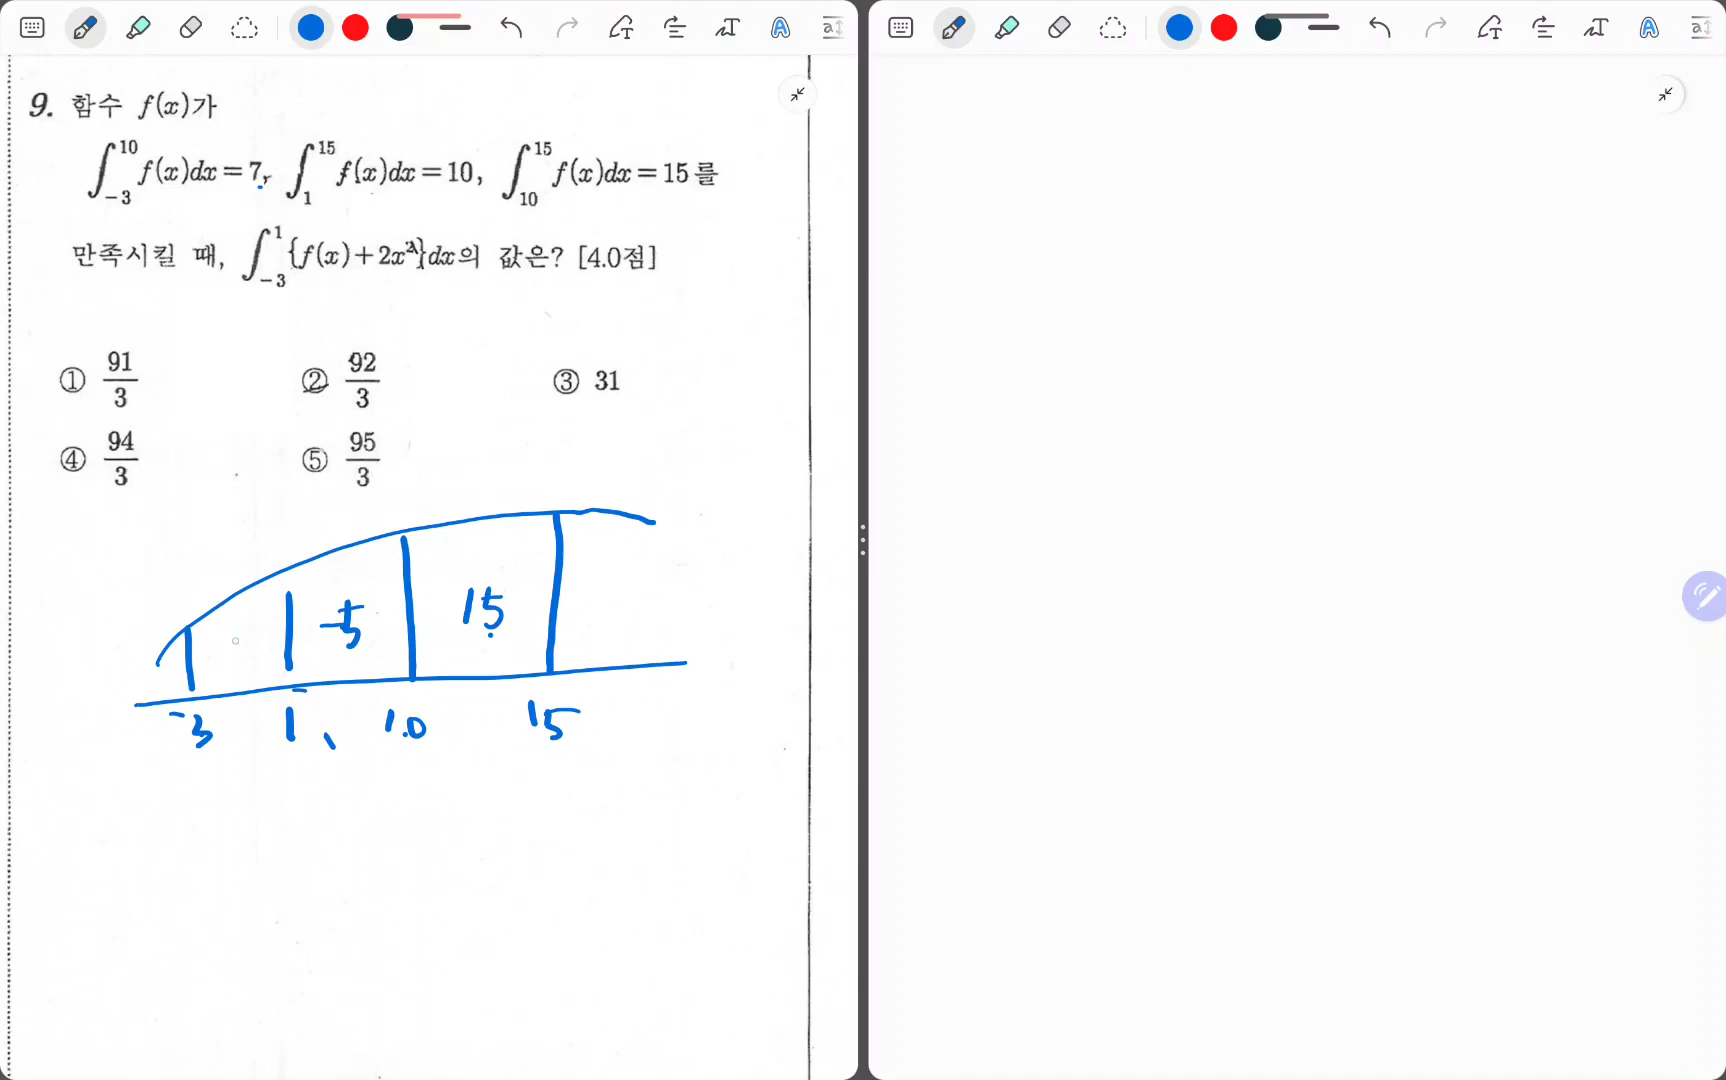 9. 함수 f(x)가
∫_{-3}^{10} f(x)dx=7, ∫_{1}^{15} f(x)dx=10, ∫_{10}^{15} f(x)dx=15를
만족시킬 때, ∫_{-3}^{1} {f(x)+2x²}dx의 값은? [4.0점]
① 91/3 ② 92/3 ③ 31
④ 94/3 ⑤ 95/3
-5 15
-3 1 10 15